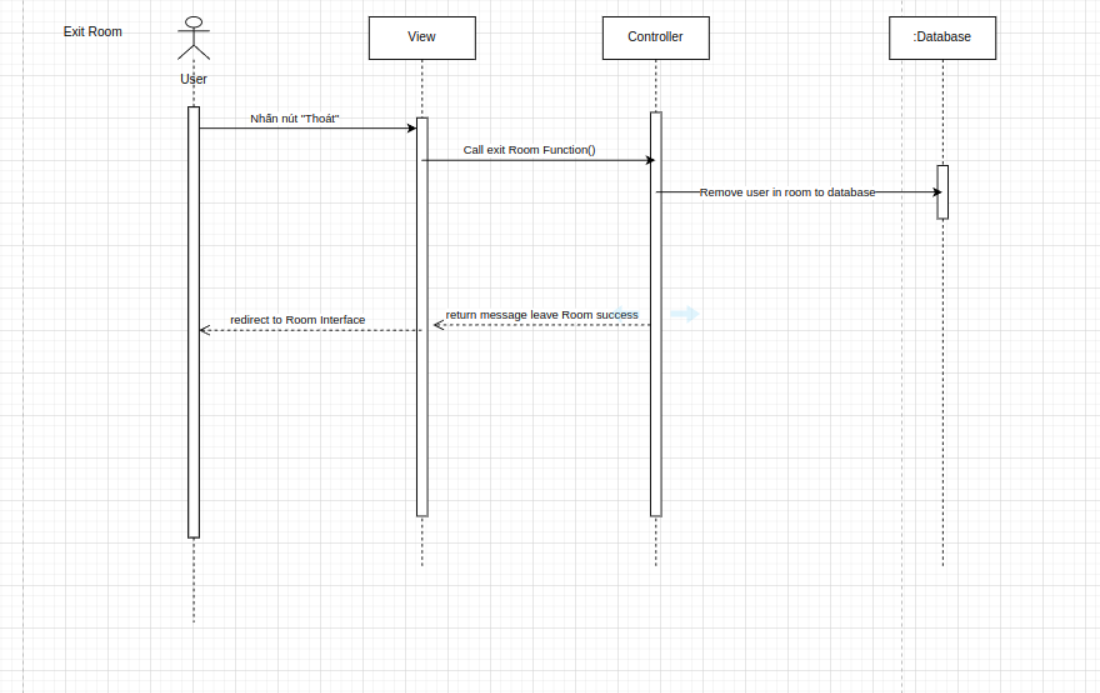 Exit Room
User
View
Controller
:Database
Nhấn nút "Thoát"
Call exit Room Function()
Remove user in room to database
return message leave Room success
redirect to Room Interface